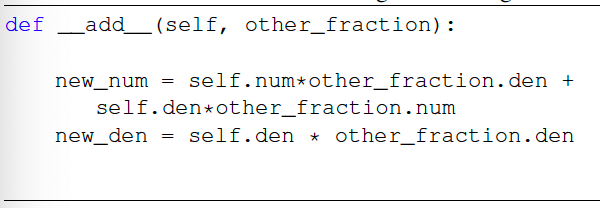 def __add__(self, other_fraction):
new_num = self.num*other_fraction.den +
self.den*other_fraction.num
new_den = self.den * other_fraction.den